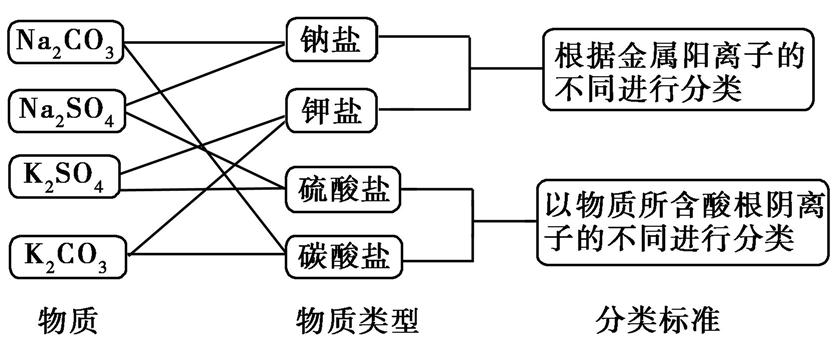 Na₂CO₃
Na₂SO₄
K₂SO₄
K₂CO₃
物质
钠盐
钾盐
硫酸盐
碳酸盐
物质类型
根据金属阳离子的
不同进行分类
以物质所含酸根阴离
子的不同进行分类
分类标准